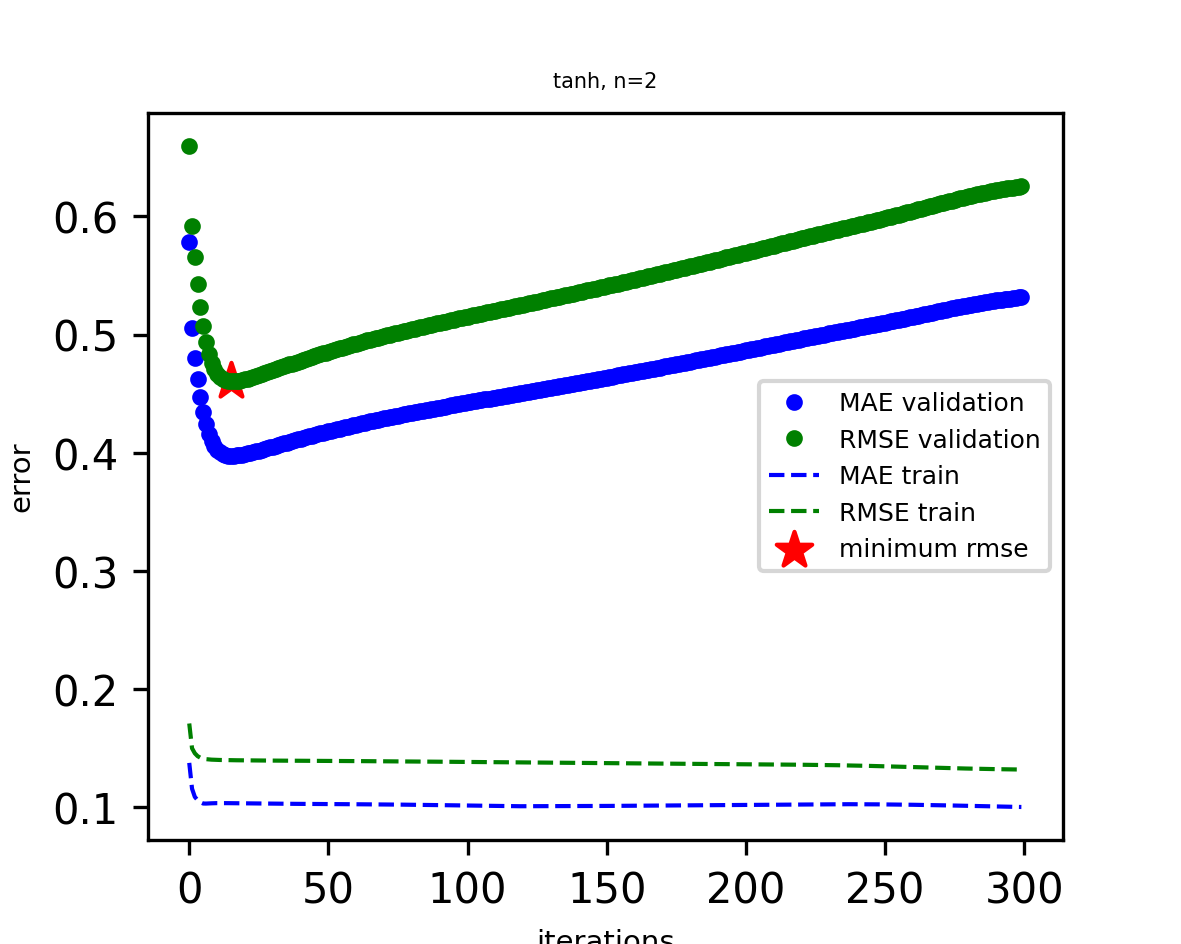 tanh, n=2
error
0.6
0.5
0.4
0.3
0.2
0.1
MAE validation
RMSE validation
MAE train
RMSE train
minimum rmse
0 50 100 150 200 250 300
iterations